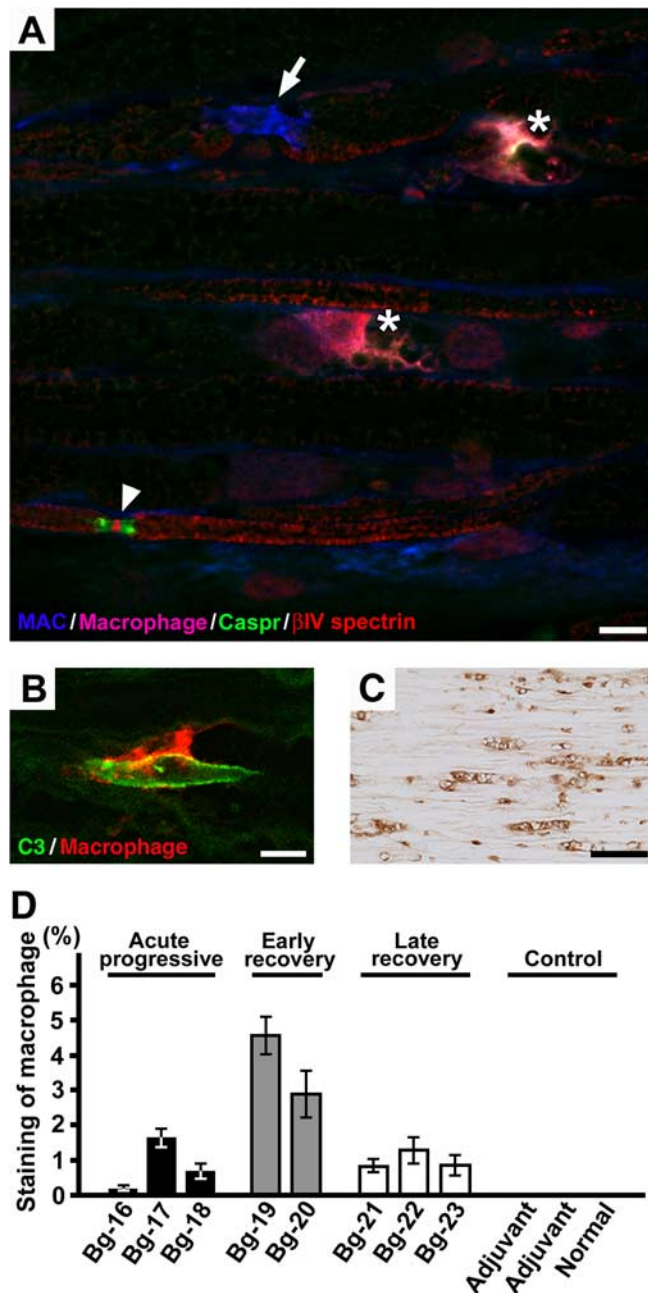 A
*
*
MAC/Macrophage/Caspr/βIV spectrin
B
C3/Macrophage
C
D
(%)
Acute progressive
Early recovery
Late recovery
Control
Staining of macrophage
6
5
4
3
2
1
0
Bg-16
Bg-17
Bg-18
Bg-19
Bg-20
Bg-21
Bg-22
Bg-23
Adjuvant
Adjuvant
Normal